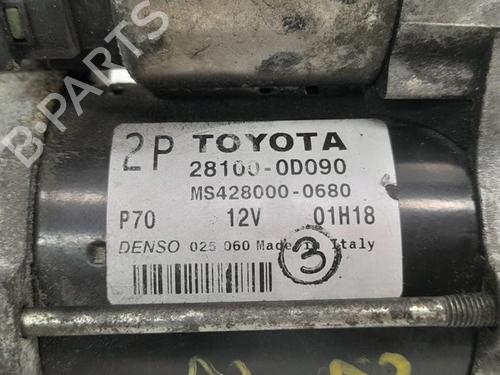 B-PARTS
2P TOYOTA
28100-0D090
MS428000-0680
P70 12V 01H18
DENSO 025 060 Made in Italy
3